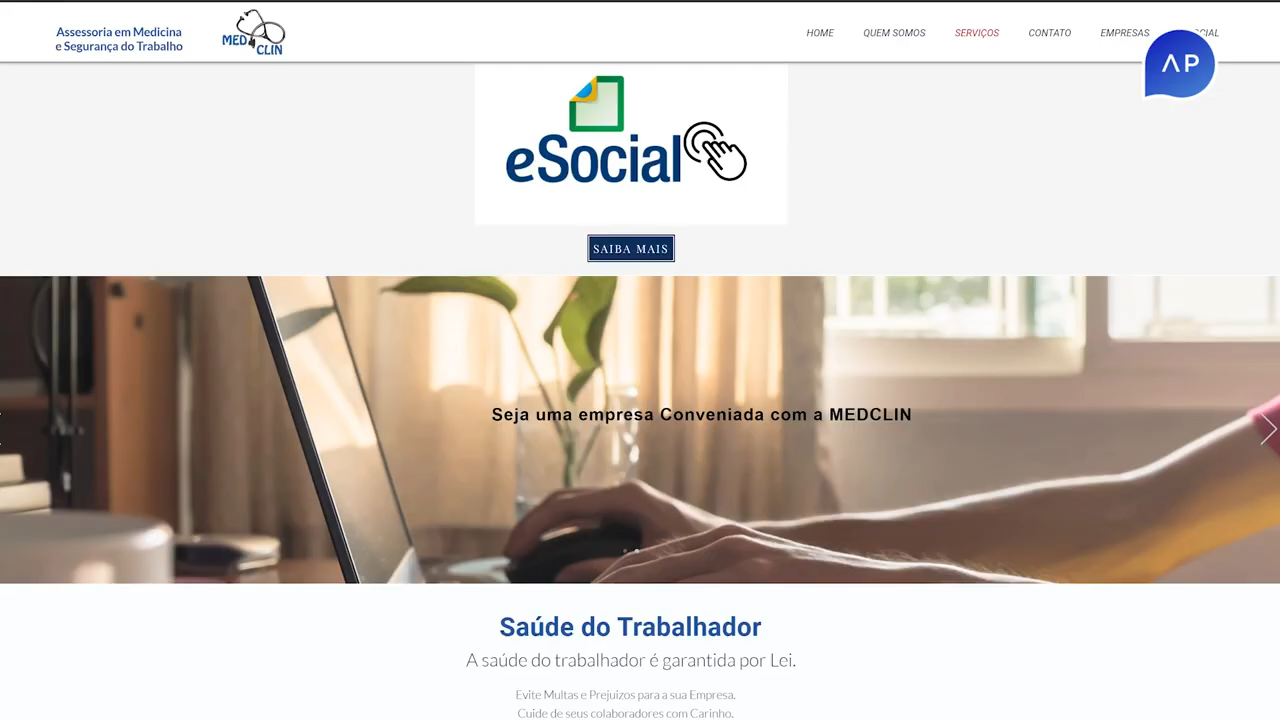 Assessoria em Medicina
e Segurança do Trabalho
MED CLIN
HOME QUEM SOMOS SERVIÇOS CONTATO EMPRESAS
AP
eSocial
SAIBA MAIS
Seja uma empresa Conveniada com a MEDCLIN
Saúde do Trabalhador
A saúde do trabalhador é garantida por Lei.
Evite Multas e Prejuízos para a sua Empresa.
Cuide de seus colaboradores com Carinho.